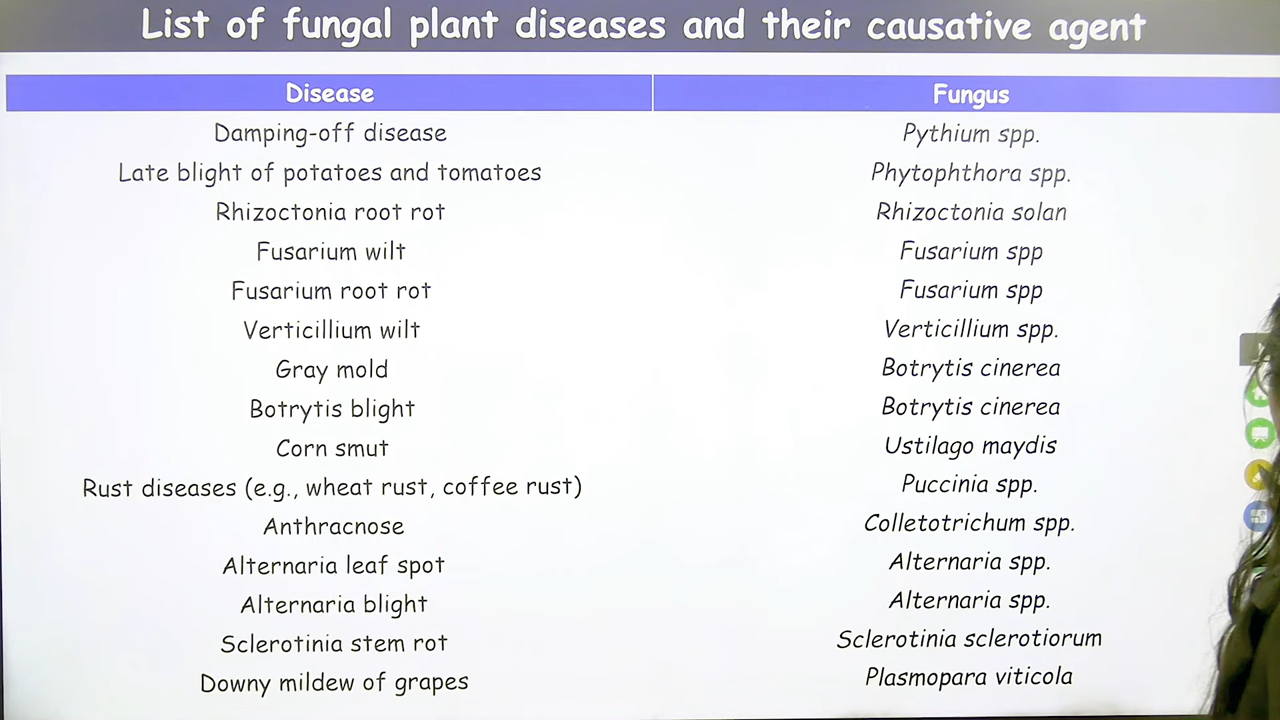 List of fungal plant diseases and their causative agent
Disease Fungus
Damping-off disease Pythium spp.
Late blight of potatoes and tomatoes Phytophthora spp.
Rhizoctonia root rot Rhizoctonia solan
Fusarium wilt Fusarium spp
Fusarium root rot Fusarium spp
Verticillium wilt Verticillium spp.
Gray mold Botrytis cinerea
Botrytis blight Botrytis cinerea
Corn smut Ustilago maydis
Rust diseases (e.g., wheat rust, coffee rust) Puccinia spp.
Anthracnose Colletotrichum spp.
Alternaria leaf spot Alternaria spp.
Alternaria blight Alternaria spp.
Sclerotinia stem rot Sclerotinia sclerotiorum
Downy mildew of grapes Plasmopara viticola